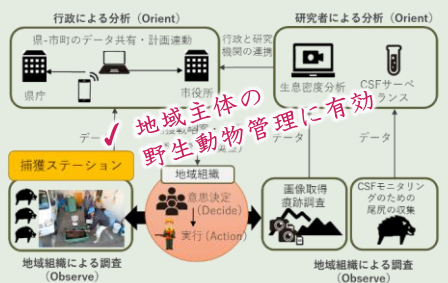 行政による分析（Orient）
研究者による分析（Orient）
県-市町のデータ共有・計画連動
県庁
市役所
行政と研究
機関の連携
生息密度分析
CSFサーベ
ランス
✓ 地域主体の
野生動物管理に有効
データ
データ
データ
捕獲ステーション
地域組織
意思決定
（Decide）
実行（Action）
画像取得
痕跡調査
CSFモニタリン
グのための
尾尻の収集
地域組織による調査
（Observe）
地域組織による調査
（Observe）